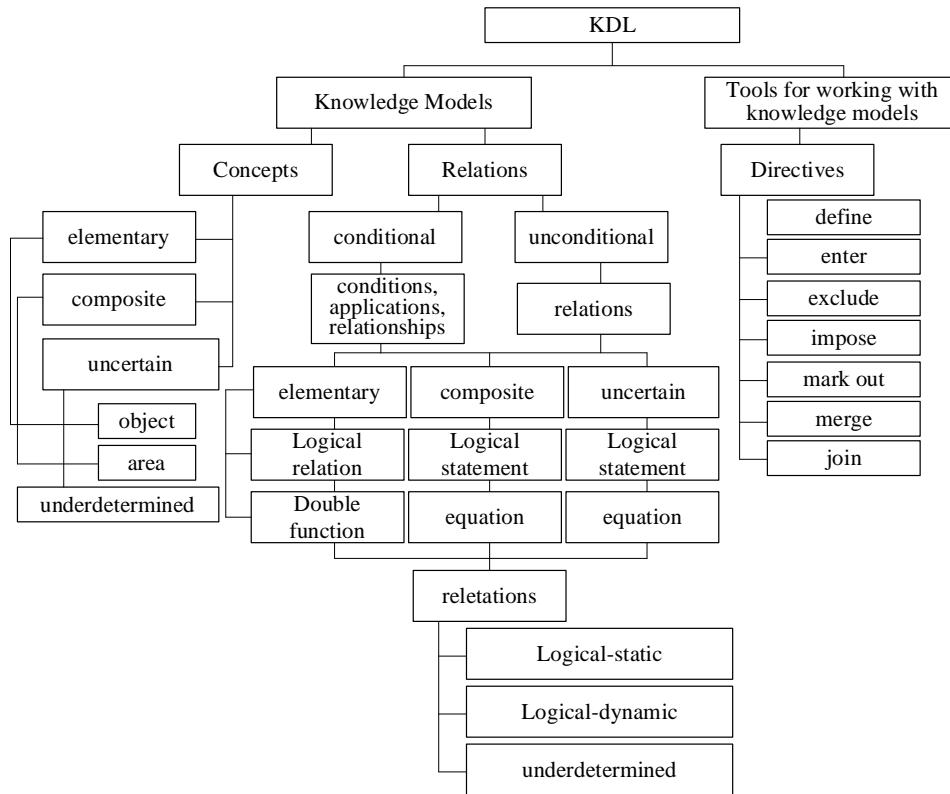 KDL
Knowledge Models
Tools for working with
knowledge models
Concepts
Relations
Directives
elementary
composite
uncertain
object
area
underdetermined
conditional
unconditional
conditions,
applications,
relationships
relations
elementary
composite
uncertain
Logical
relation
Logical
statement
Logical
statement
Double
function
equation
equation
reletations
Logical-static
Logical-dynamic
underdetermined
define
enter
exclude
impose
mark out
merge
join